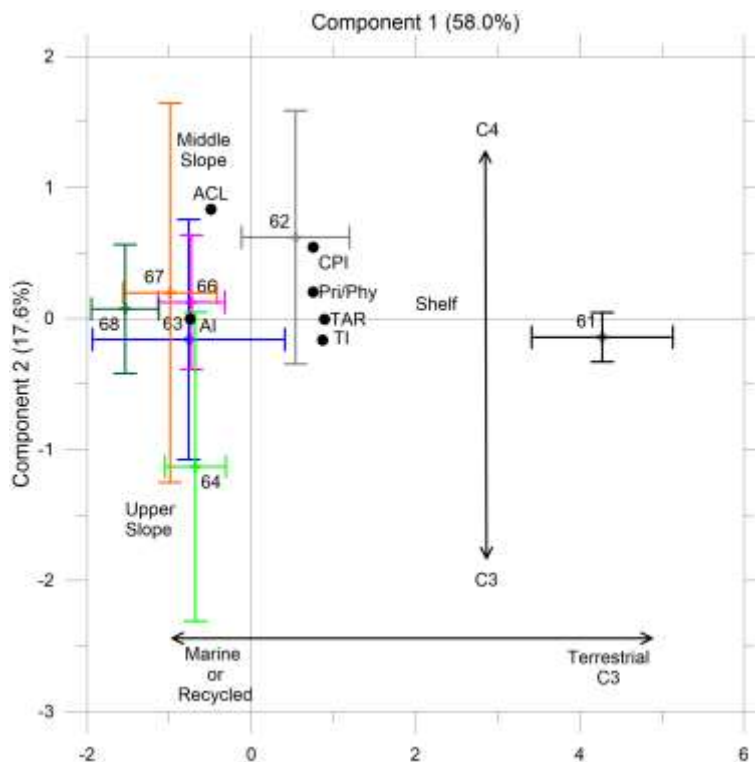 Component 1 (58.0%)
2
C4
Middle
Slope
ACL
1
62
CPI
67
66
Pri/Phy
Shelf
68
63
AI
TAR
61
0
TI
Component 2 (17.6%)
-1
64
Upper
Slope
-2
C3
Marine
or
Recycled
Terrestrial
C3
-3
-2
0
2
4
6